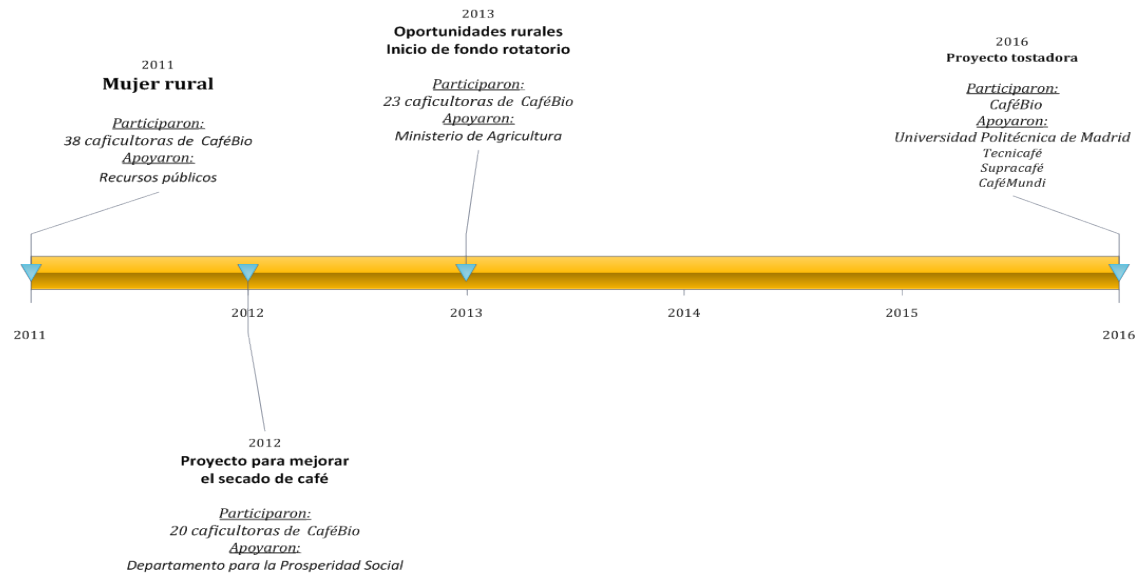 2011
Mujer rural
Participaron:
38 caficultoras de CaféBio
Apoyaron:
Recursos públicos
2013
Oportunidades rurales
Inicio de fondo rotatorio
Participaron:
23 caficultoras de CaféBio
Apoyaron:
Ministerio de Agricultura
2016
Proyecto tostadora
Participaron:
CaféBio
Apoyaron:
Universidad Politécnica de Madrid
Tecnicafé
Supracafé
CaféMundi
2011
2012
2013
2014
2015
2016
2012
Proyecto para mejorar
el secado de café
Participaron:
20 caficultoras de CaféBio
Apoyaron:
Departamento para la Prosperidad Social